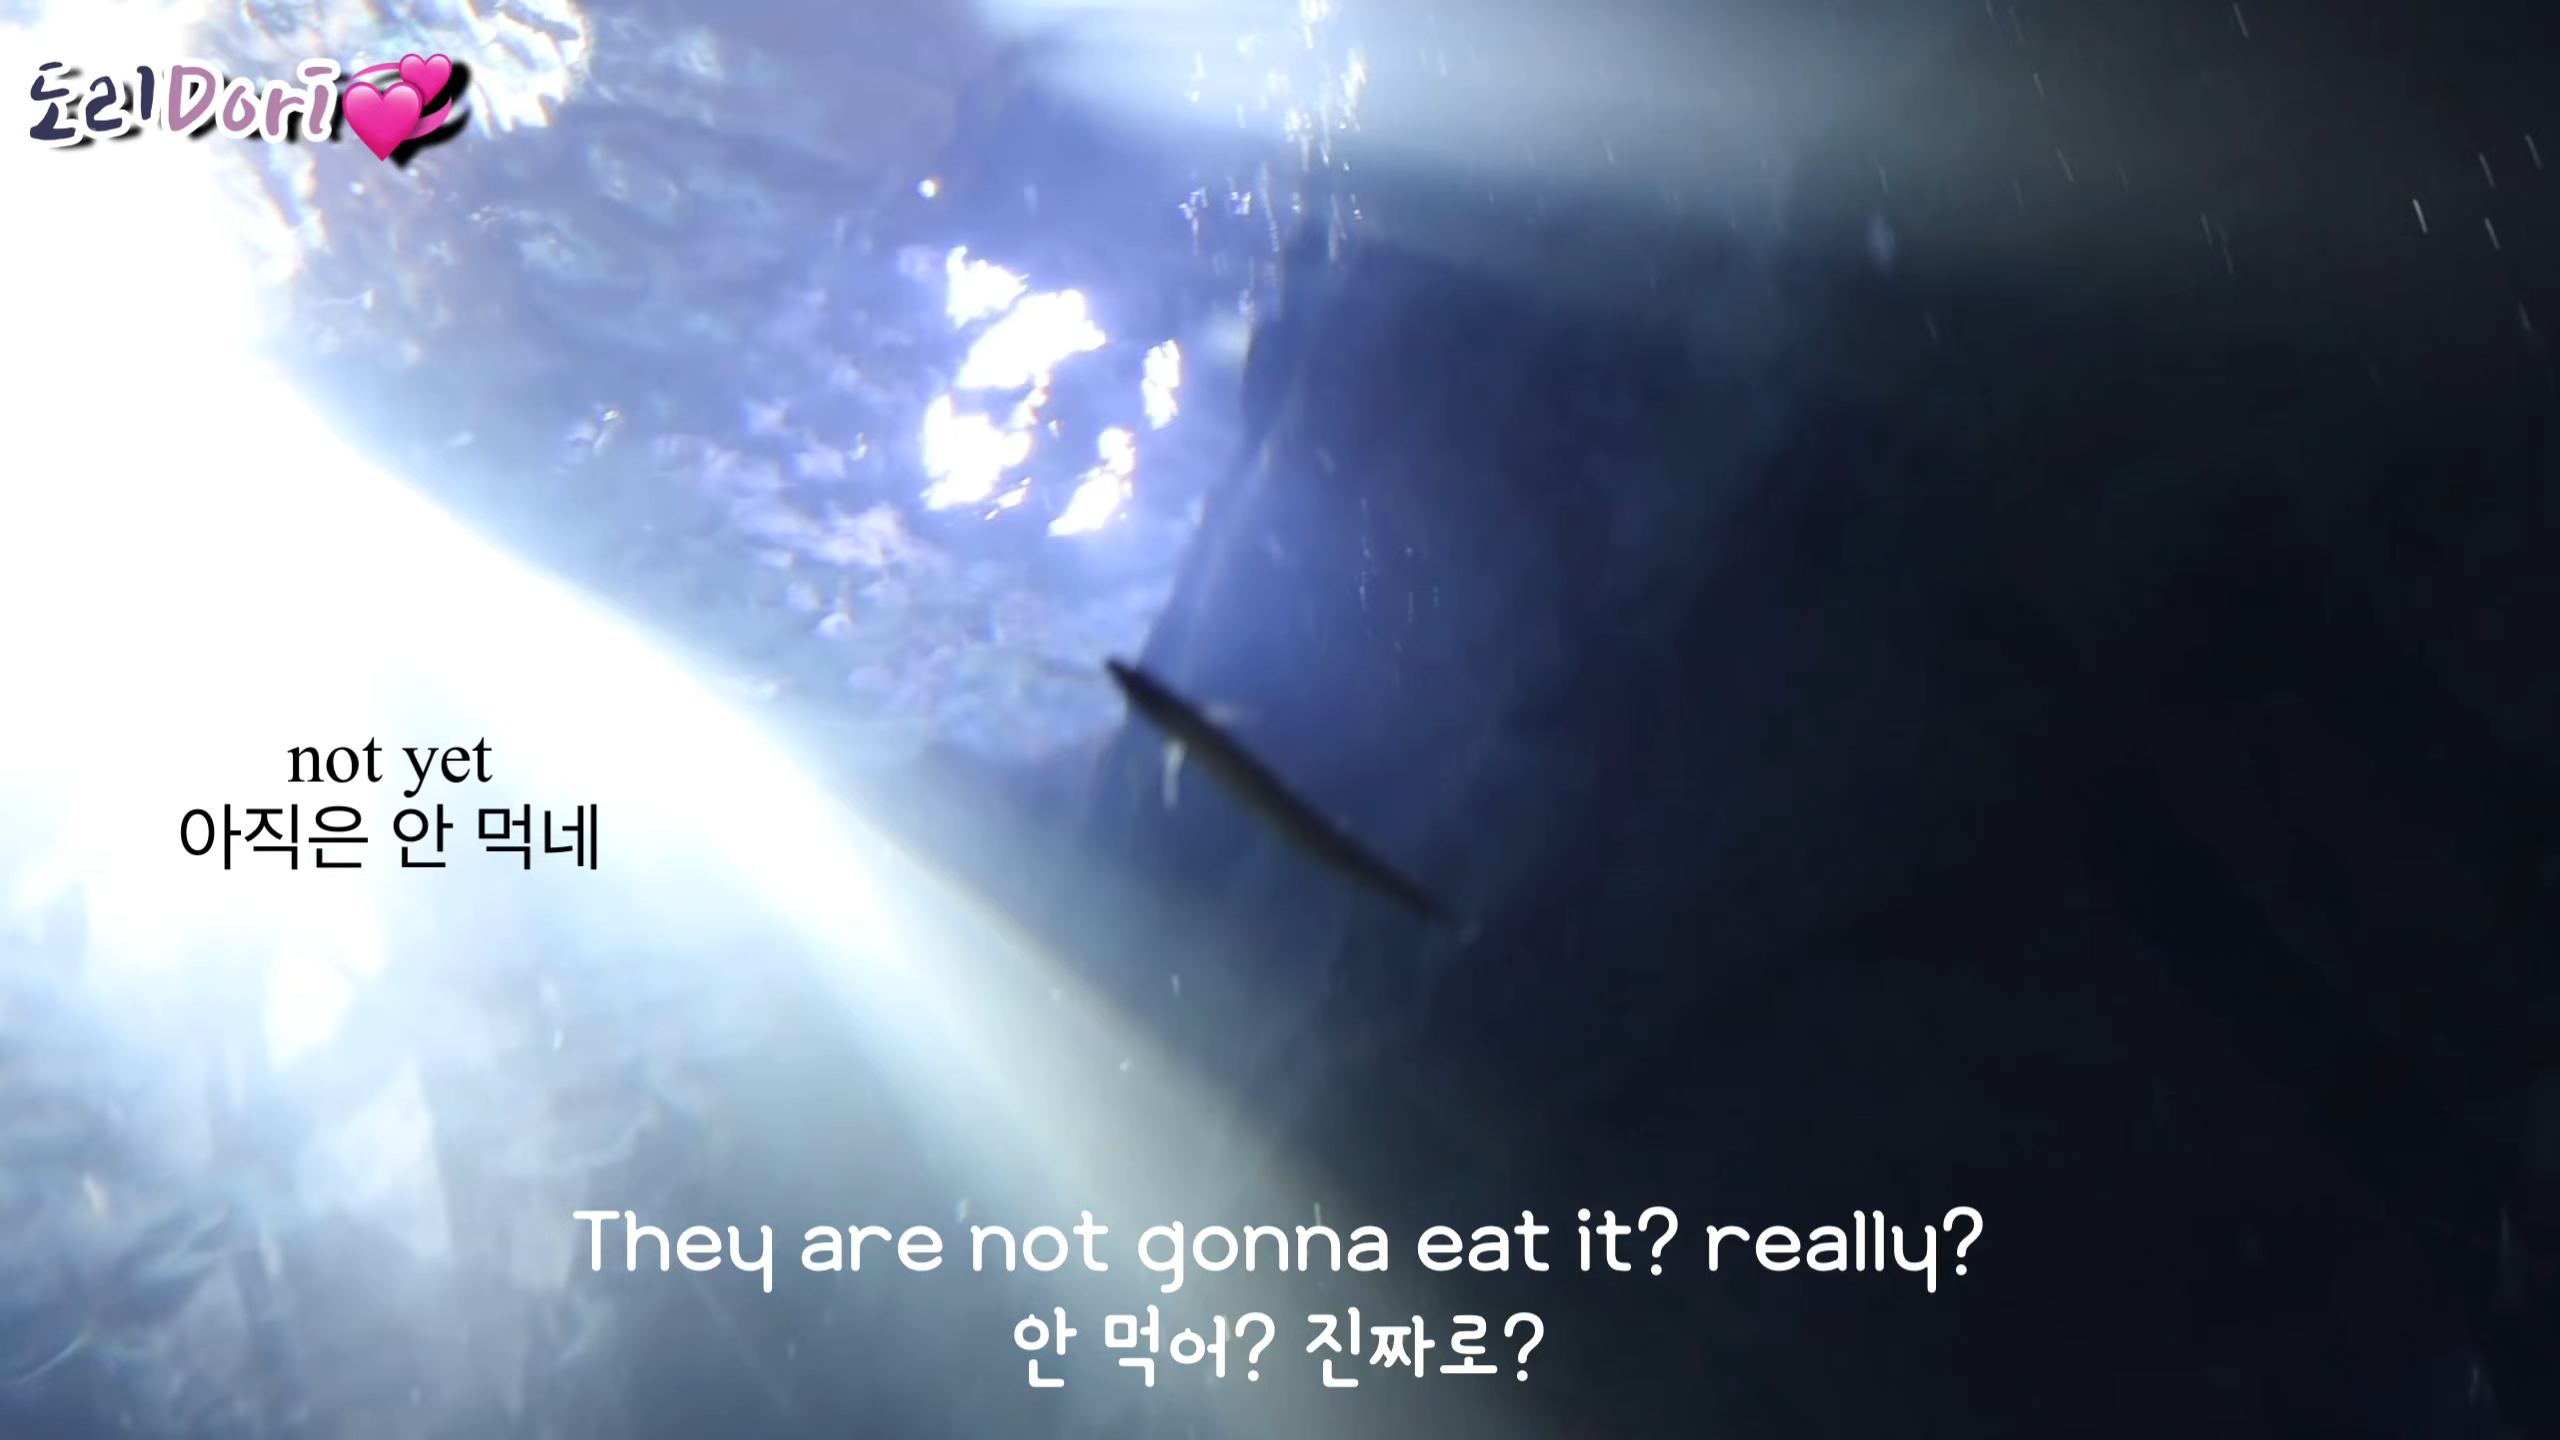 도리Dori💞
not yet
아직은 안 먹네
They are not gonna eat it? really?
안 먹어? 진짜로?